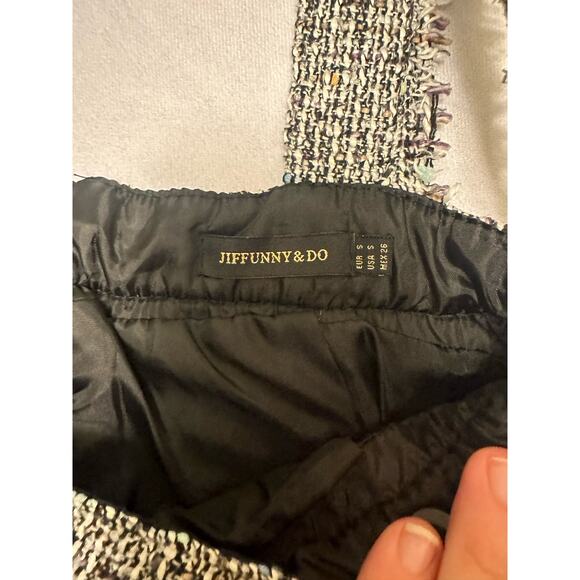 JIFFUNNY & DO
EUR S
USA S
MEX 26